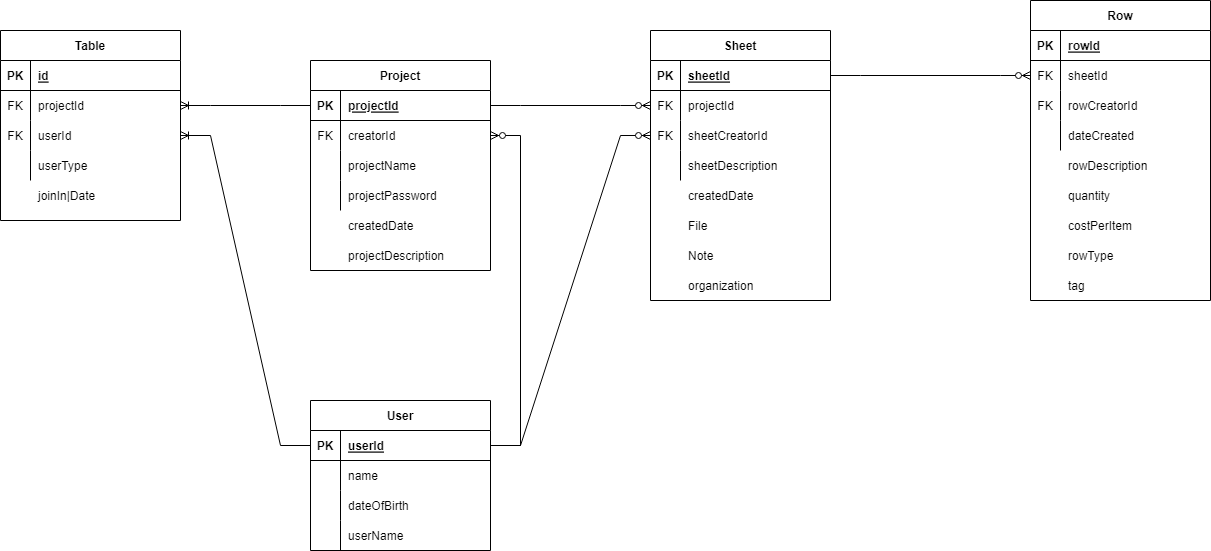 Table
PK id
FK projectId
FK userId
userType
joinIn|Date
Project
PK projectId
FK creatorId
projectName
projectPassword
createdDate
projectDescription
Sheet
PK sheetId
FK projectId
FK sheetCreatorId
sheetDescription
createdDate
File
Note
organization
Row
PK rowId
FK sheetId
FK rowCreatorId
dateCreated
rowDescription
quantity
costPerItem
rowType
tag
User
PK userId
name
dateOfBirth
userName